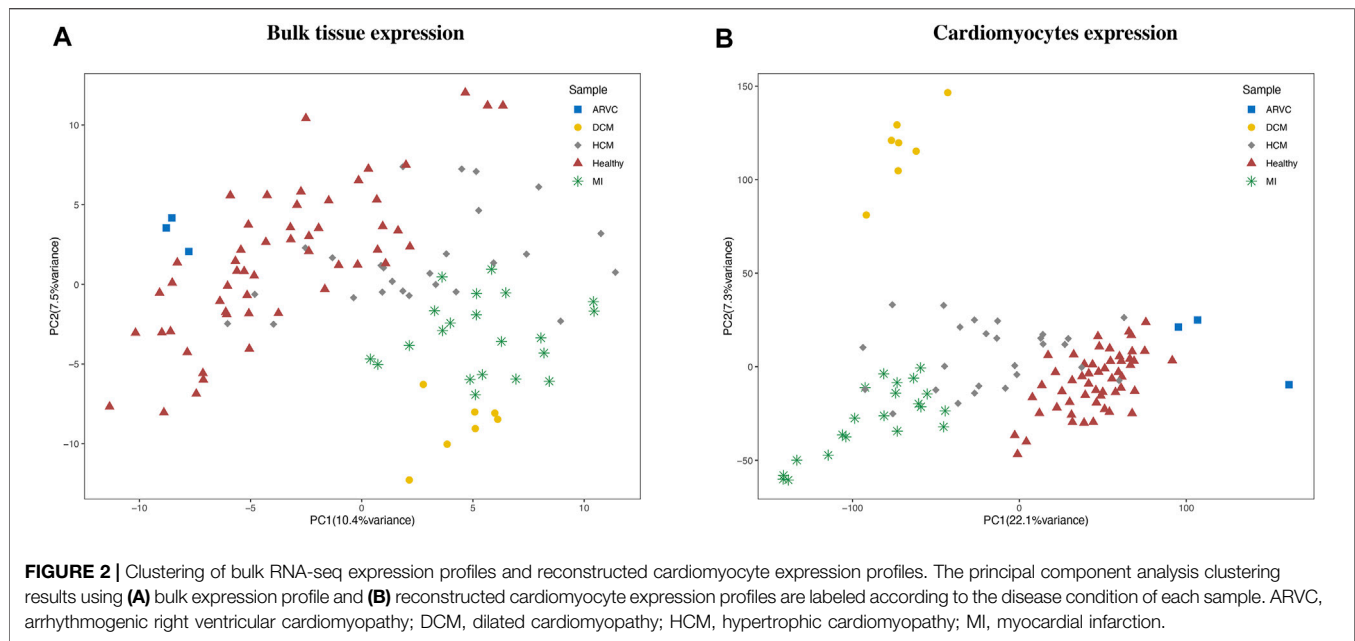 A
Bulk tissue expression
Sample
ARVC
DCM
HCM
Healthy
MI
10
5
0
−5
−10
PC2(7.5%variance)
−10
−5
0
5
10
PC1(10.4%variance)
B
Cardiomyocytes expression
Sample
ARVC
DCM
HCM
Healthy
MI
150
100
50
0
−50
PC2(7.3%variance)
−100
0
100
PC1(22.1%variance)
FIGURE 2 | Clustering of bulk RNA-seq expression profiles and reconstructed cardiomyocyte expression profiles. The principal component analysis clustering
results using (A) bulk expression profile and (B) reconstructed cardiomyocyte expression profiles are labeled according to the disease condition of each sample. ARVC,
arrhythmogenic right ventricular cardiomyopathy; DCM, dilated cardiomyopathy; HCM, hypertrophic cardiomyopathy; MI, myocardial infarction.